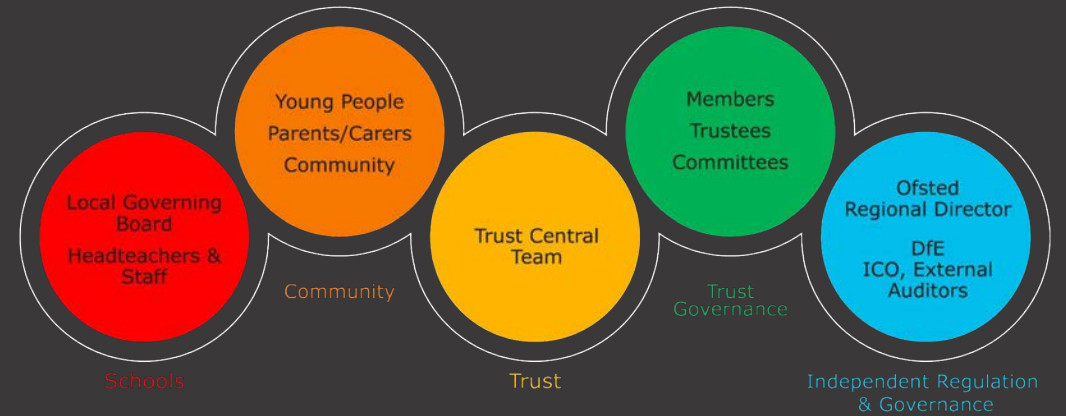 Local Governing
Board
Headteachers &
Staff
Schools
Young People
Parents/Carers
Community
Community
Trust Central
Team
Trust
Members
Trustees
Committees
Trust
Governance
Ofsted
Regional Director
DfE
ICO, External
Auditors
Independent Regulation
& Governance